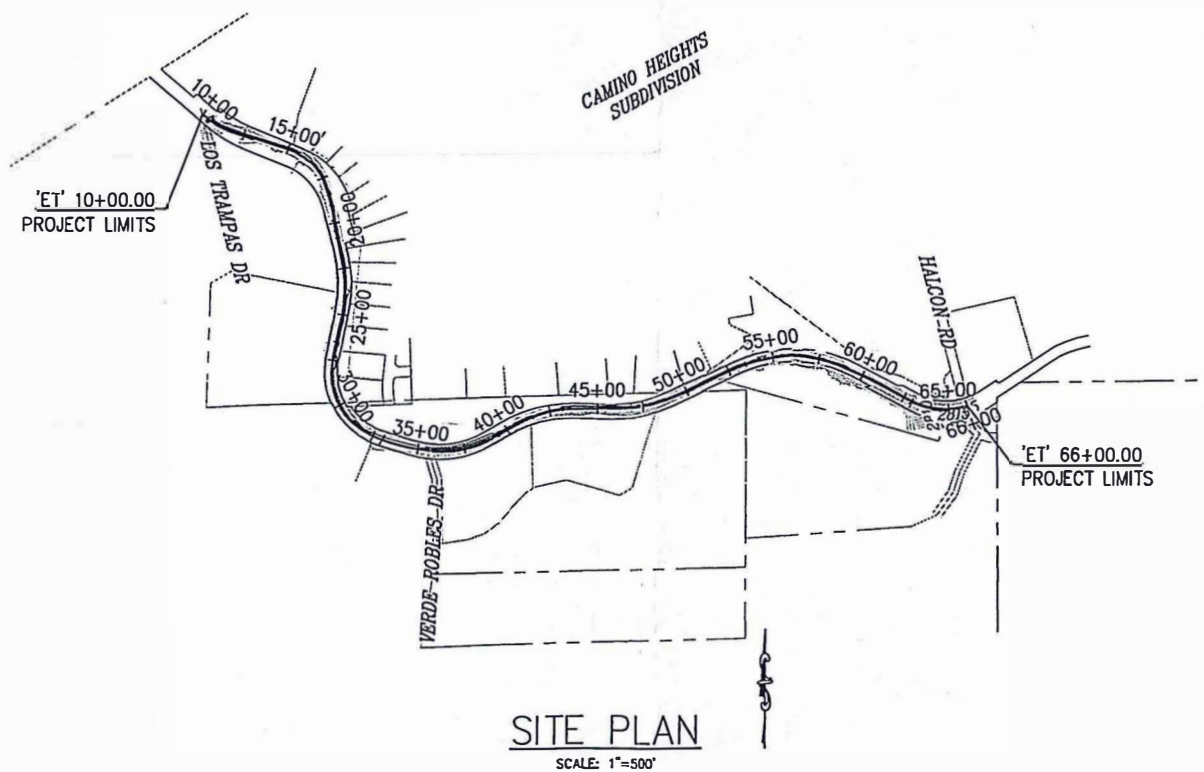 CAMINO HEIGHTS
SUBDIVISION
10+00
15+00'
'ET' 10+00.00
PROJECT LIMITS
LOS TRAMPAS DR
20+00
25+00
30+00
35+00
40+00
45+00
50+00
55+00
60+00
HALCON RD
65+00
66+00
'ET' 66+00.00
PROJECT LIMITS
VERDE ROBLES DR
SITE PLAN
SCALE: 1"=500'